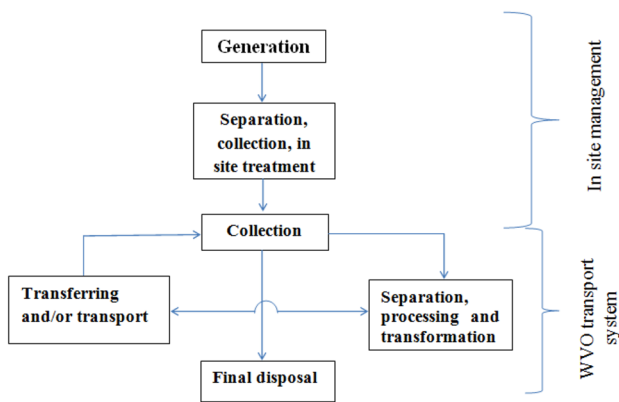 Generation
Separation,
collection, in
site treatment
Collection
Transferring
and/or transport
Separation,
processing and
transformation
Final disposal
In site management
WVO transport
system